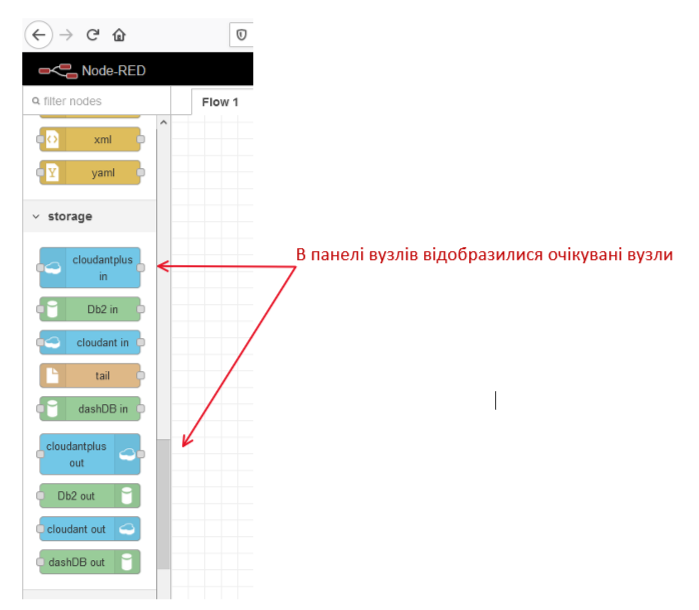 Node-RED
filter nodes
Flow 1
xml
Y yaml
storage
cloudantplus
in
В панелі вузлів відобразилися очікувані вузли
Db2 in
cloudant in
tail
dashDB in
cloudantplus
out
Db2 out
cloudant out
dashDB out